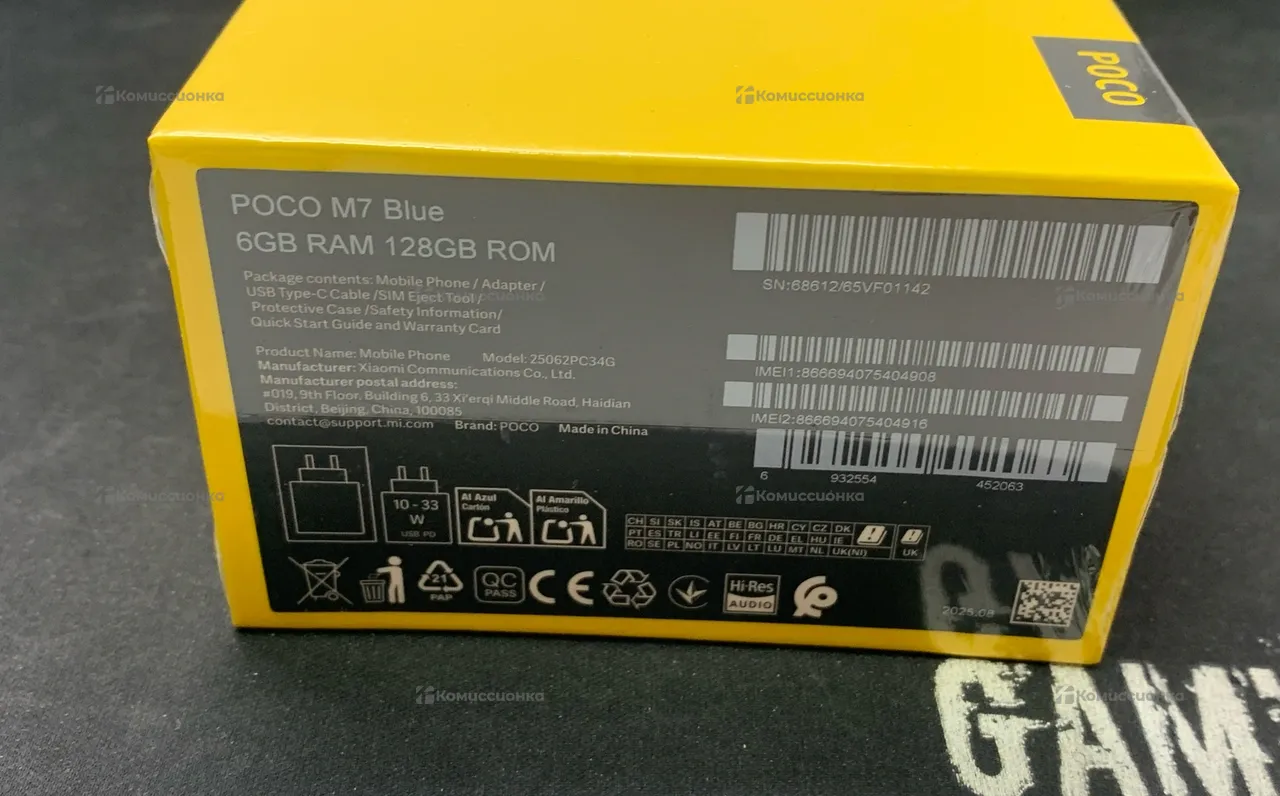 POCO
POCO M7 Blue
6GB RAM 128GB ROM
Package contents: Mobile Phone / Adapter /
USB Type-C Cable /SIM Eject Tool /
Protective Case /Safety Information/
Quick Start Guide and Warranty Card
Product Name: Mobile Phone Model: 25062PC34G
Manufacturer: Xiaomi Communications Co., Ltd.
Manufacturer postal address:
#019, 9th Floor, Building 6, 33 Xi'erqi Middle Road, Haidian
District, Beijing, China, 100085
contact@support.mi.com Brand: POCO Made in China
SN:68612/65VF01142
IMEI1:866694075404908
IMEI2:866694075404916
6 932554 452063
10 - 33
W
USB PD
Al Azul
Cartón
Al Amarillo
Plástico
CH SI SK IS AT BE BG HR CY CZ DK
PT ES TR LI EE FI FR DE EL HU IE
RO SE PL NO IT LV LT LU MT NL UK(NI)
UK
21
PAP
QC
PASS
CE
Hi-Res
AUDIO
2025.08
GAM
Комиссионка
Комиссионка
Комиссионка
Комиссионка
Комиссионка
Комиссионка
Комиссионка
Комиссионка